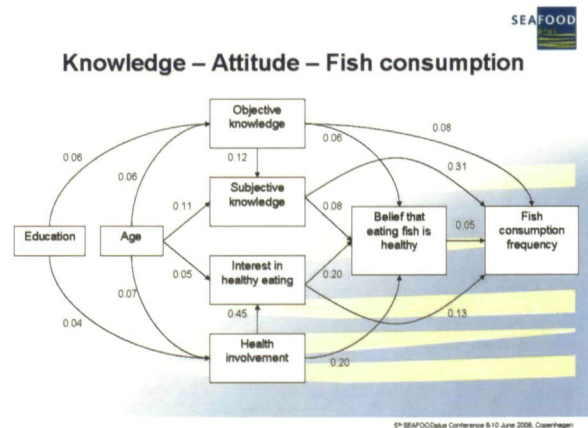 SEAFOOD
PLUS
Knowledge – Attitude – Fish consumption
Objective
knowledge
0.06
0.06
0.12
0.06
0.08
0.31
Subjective
knowledge
0.11
0.08
Education
Age
Belief that
eating fish is
healthy
0.05
Fish
consumption
frequency
Interest in
healthy eating
0.05
0.20
0.07
0.45
0.13
0.04
Health
involvement
0.20
5th SEAFOODplus Conference 8-10 June 2008, Copenhagen